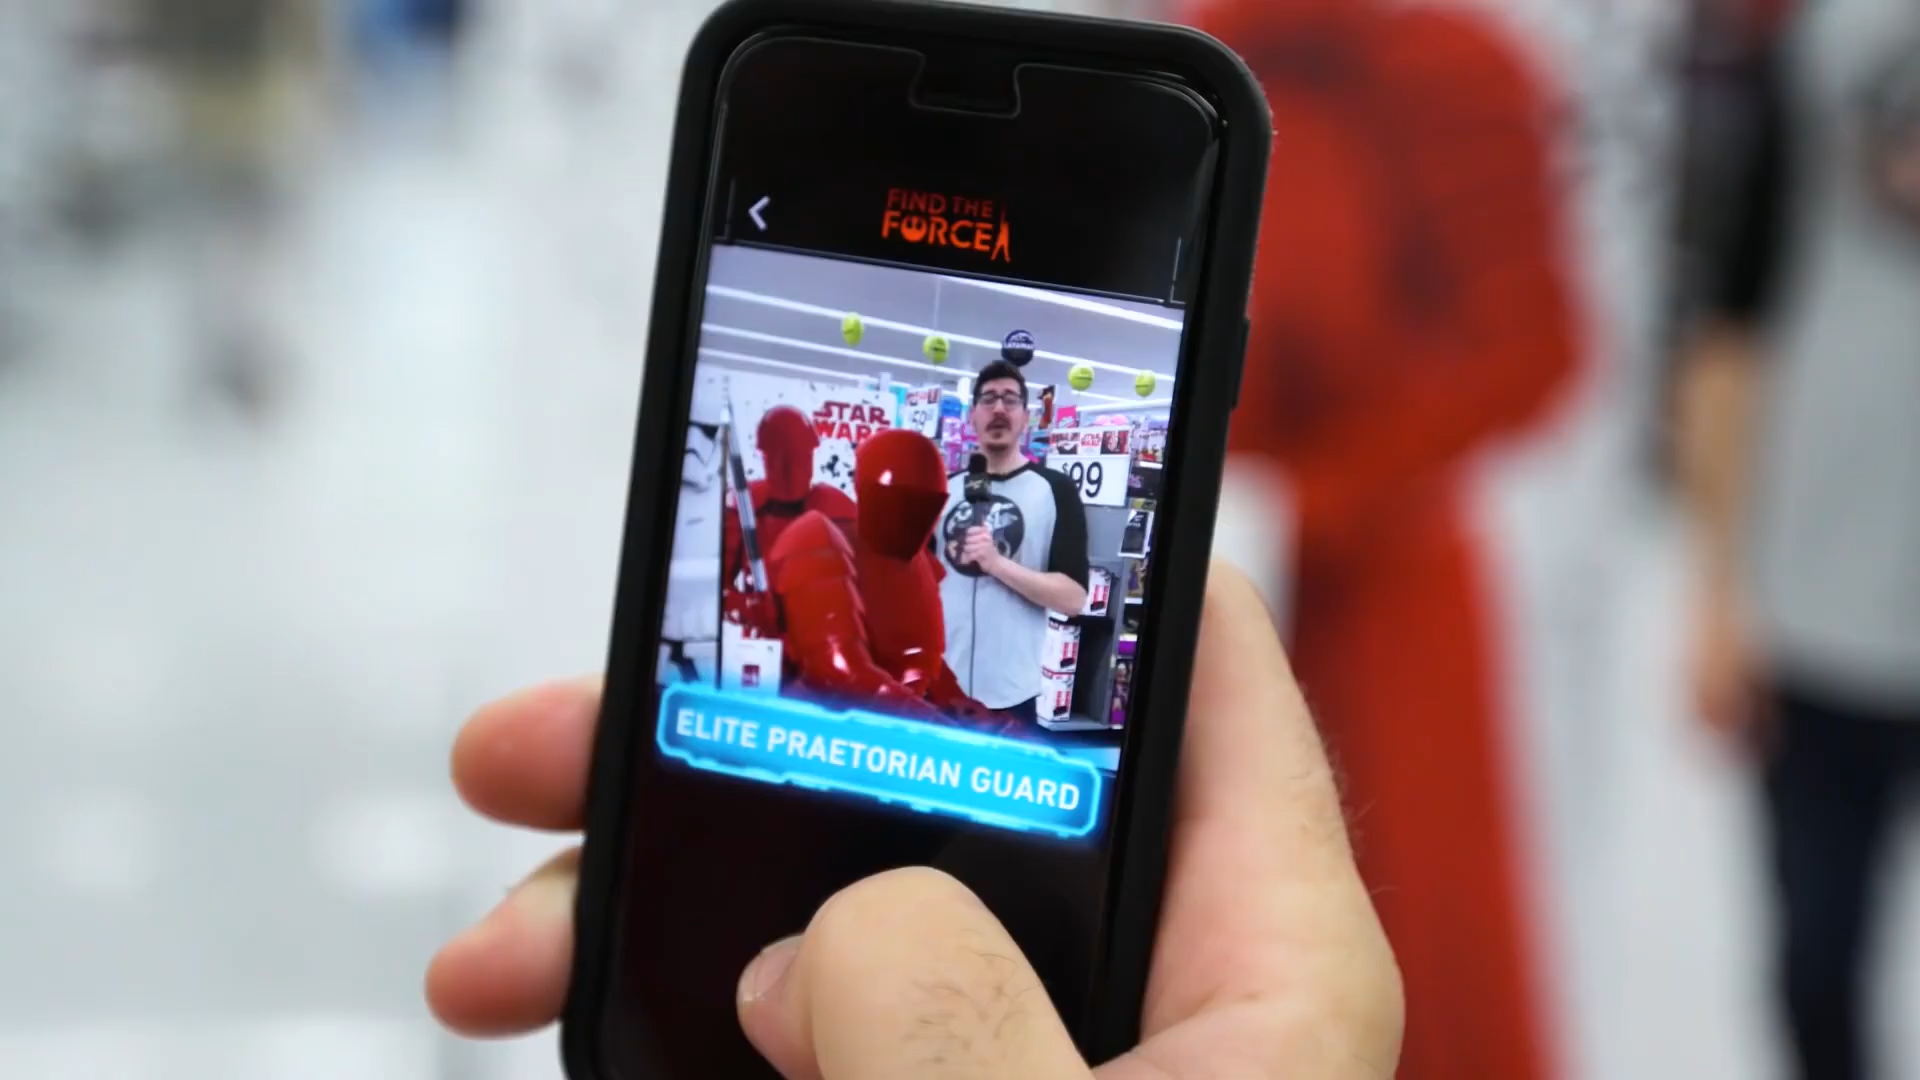 FIND THE
FORCE
STAR
WARS
$99
ELITE PRAETORIAN GUARD